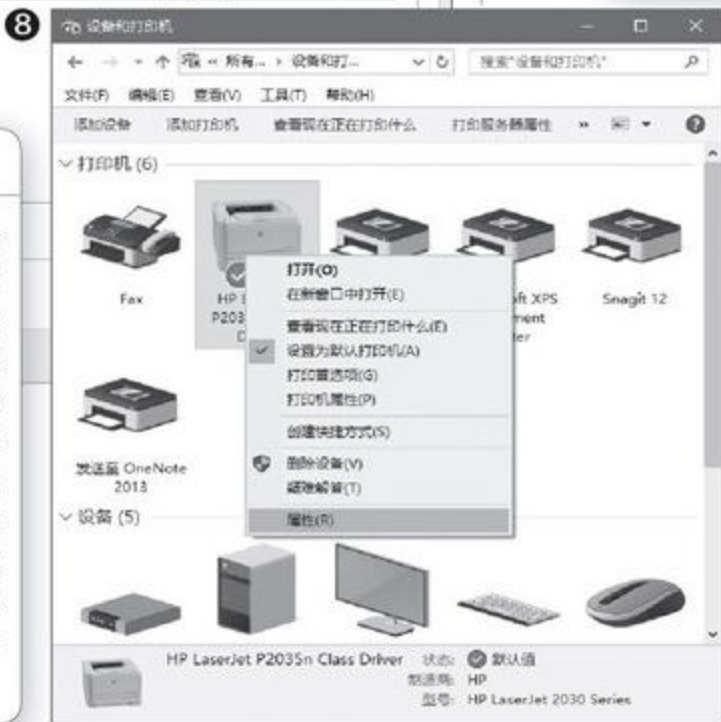 8
设备和打印机
« 所有... › 设备和打...
搜索"设备和打印机"
文件(F) 编辑(E) 查看(V) 工具(T) 帮助(H)
添加设备 添加打印机 查看现在正在打印什么 打印服务器属性 »
打印机 (6)
Fax
HP
P203
ft XPS
ment
er
Snagit 12
打开(O)
在新窗口中打开(E)
查看现在正在打印什么(E)
设置为默认打印机(A)
打印首选项(G)
打印机属性(P)
创建快捷方式(S)
删除设备(V)
疑难解答(T)
属性(R)
发送至 OneNote
2013
设备 (5)
HP LaserJet P2035n Class Driver 状态: 默认值
制造商: HP
型号: HP LaserJet 2030 Series